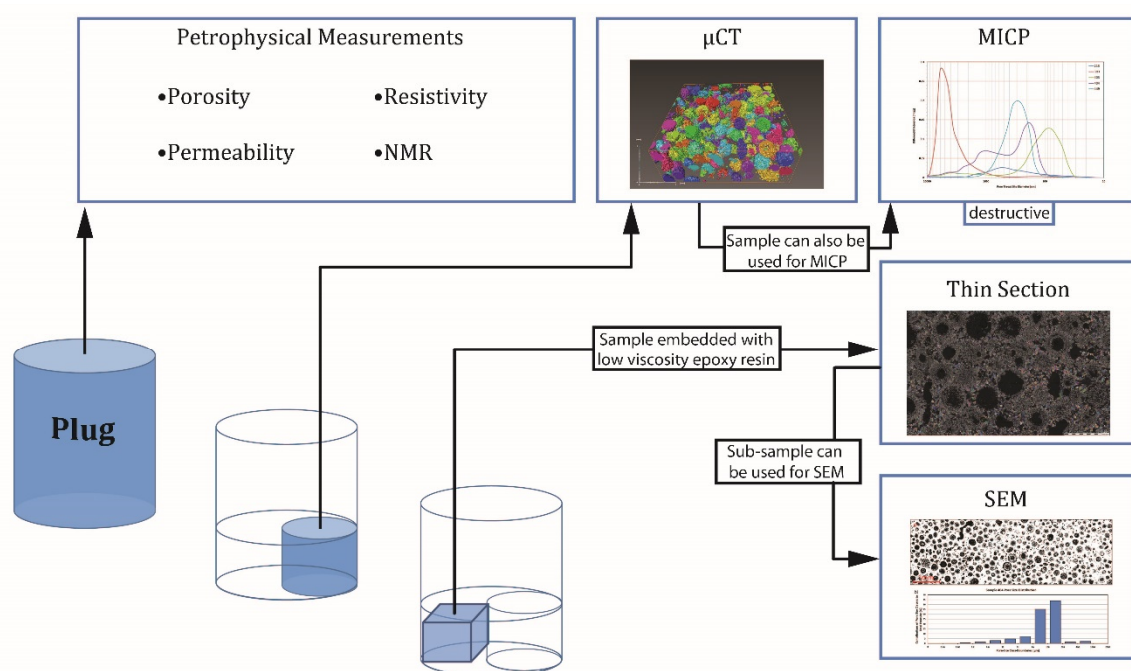 Petrophysical Measurements
•Porosity
•Resistivity
•Permeability
•NMR
µCT
MICP
destructive
Sample can also be
used for MICP
Thin Section
Sample embedded with
low viscosity epoxy resin
Plug
Sub-sample can
be used for SEM
SEM